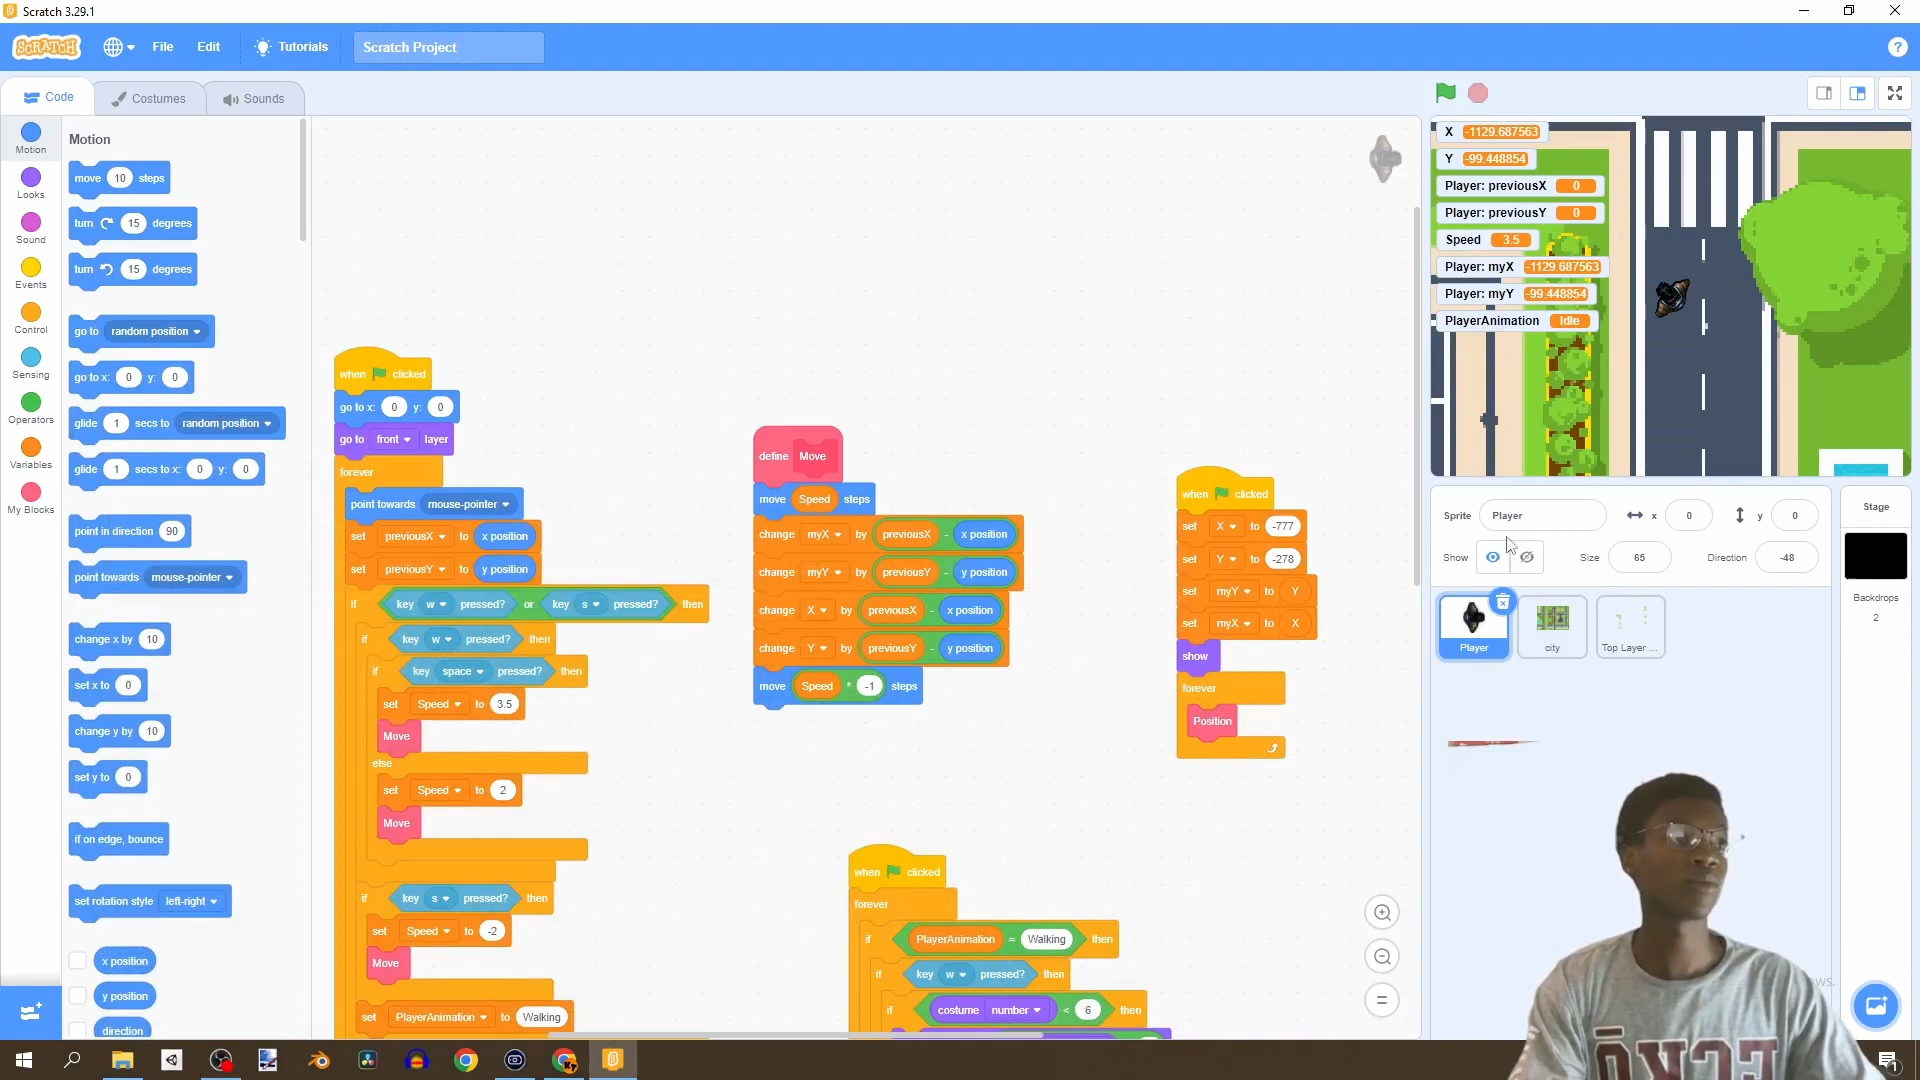 Scratch 3.29.1
SCRATCH
File
Edit
Tutorials
Scratch Project
?
Code
Costumes
Sounds
Motion
Looks
Sound
Events
Control
Sensing
Operators
Variables
My Blocks
Motion
move 10 steps
turn 15 degrees
turn 15 degrees
go to random position
go to x: 0 y: 0
glide 1 secs to random position
glide 1 secs to x: 0 y: 0
point in direction 90
point towards mouse-pointer
change x by 10
set x to 0
change y by 10
set y to 0
if on edge, bounce
set rotation style left-right
x position
y position
direction
when clicked
go to x: 0 y: 0
go to front layer
forever
point towards mouse-pointer
set previousX to x position
set previousY to y position
if key w pressed? or key s pressed? then
if key w pressed? then
if key space pressed? then
set Speed to 3.5
Move
else
set Speed to 2
Move
if key s pressed? then
set Speed to -2
Move
set PlayerAnimation to Walking
define Move
move Speed steps
change myX by previousX - x position
change myY by previousY - y position
change X by previousX - x position
change Y by previousY - y position
move Speed * -1 steps
when clicked
forever
if PlayerAnimation = Walking then
if key w pressed? then
if costume number < 6 then
when clicked
set X to -777
set Y to -278
set myY to Y
set myX to X
show
forever
Position
X -1129.687563
Y -99.448854
Player: previousX 0
Player: previousY 0
Speed 3.5
Player: myX -1129.687563
Player: myY -99.448854
PlayerAnimation Idle
Sprite Player x 0 y 0
Show Size 65 Direction -48
Player
city
Top Layer ...
Stage
Backdrops
2